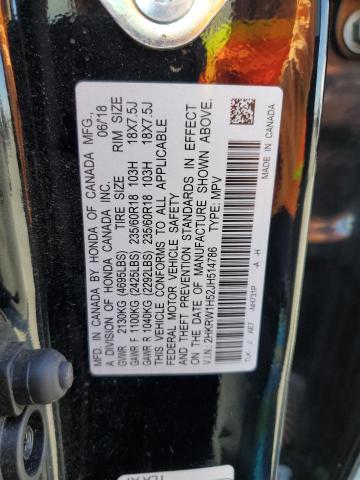 MFD. IN CANADA BY HONDA OF CANADA MFG.,
A DIVISION OF HONDA CANADA INC. 06/18
TIRE SIZE RIM SIZE
GVWR 2130KG (4695LBS)
GAWR F 1100KG (2425LBS) 235/60R18 103H 18X7.5J
GAWR R 1040KG (2292LBS) 235/60R18 103H 18X7.5J
THIS VEHICLE CONFORMS TO ALL APPLICABLE
FEDERAL MOTOR VEHICLE SAFETY
AND THEFT PREVENTION STANDARDS IN EFFECT
ON THE DATE OF MANUFACTURE SHOWN ABOVE.
V.I.N. 2HKRW1H52JH514786 TYPE: MPV
-A -H
MADE IN CANADA